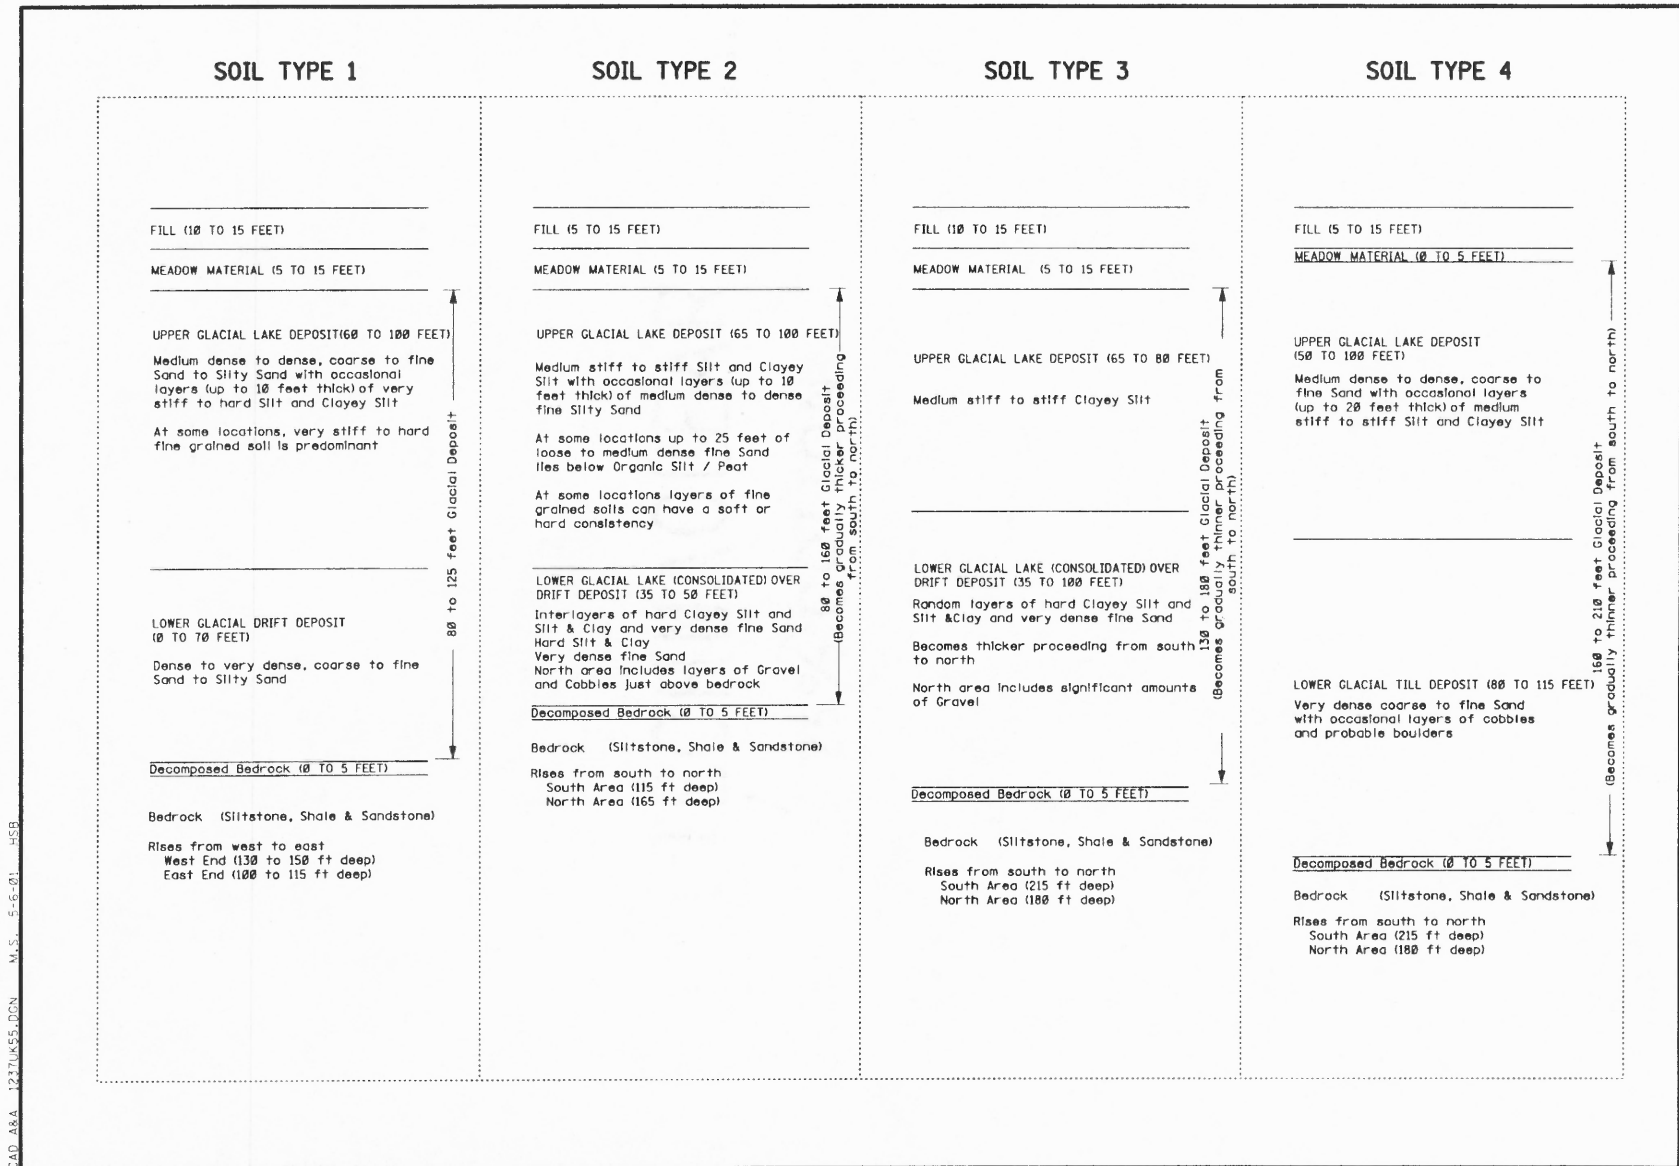 SOIL TYPE 1
FILL (10 TO 15 FEET)
MEADOW MATERIAL (5 TO 15 FEET)
UPPER GLACIAL LAKE DEPOSIT(60 TO 100 FEET)
Medium dense to dense, coarse to fine
Sand to Silty Sand with occasional
layers (up to 10 feet thick) of very
stiff to hard Silt and Clayey Silt
At some locations, very stiff to hard
fine grained soil is predominant
LOWER GLACIAL DRIFT DEPOSIT
(0 TO 70 FEET)
Dense to very dense, coarse to fine
Sand to Silty Sand
Decomposed Bedrock (0 TO 5 FEET)
Bedrock (Siltstone, Shale & Sandstone)
Rises from west to east
West End (130 to 150 ft deep)
East End (100 to 115 ft deep)
80 to 125 feet Glacial Deposit
SOIL TYPE 2
FILL (5 TO 15 FEET)
MEADOW MATERIAL (5 TO 15 FEET)
UPPER GLACIAL LAKE DEPOSIT (65 TO 100 FEET)
Medium stiff to stiff Silt and Clayey
Silt with occasional layers (up to 10
feet thick) of medium dense to dense
fine Silty Sand
At some locations up to 25 feet of
loose to medium dense fine Sand
lies below Organic Silt / Peat
At some locations layers of fine
grained soils can have a soft or
hard consistency
LOWER GLACIAL LAKE (CONSOLIDATED) OVER
DRIFT DEPOSIT (35 TO 50 FEET)
Interlayers of hard Clayey Silt and
Silt & Clay and very dense fine Sand
Hard Silt & Clay
Very dense fine Sand
North area includes layers of Gravel
and Cobbles just above bedrock
Decomposed Bedrock (0 TO 5 FEET)
Bedrock (Siltstone, Shale & Sandstone)
Rises from south to north
South Area (115 ft deep)
North Area (165 ft deep)
80 to 160 feet Glacial Deposit
(Becomes gradually thicker proceeding
from south to north)
SOIL TYPE 3
FILL (10 TO 15 FEET)
MEADOW MATERIAL (5 TO 15 FEET)
UPPER GLACIAL LAKE DEPOSIT (65 TO 80 FEET)
Medium stiff to stiff Clayey Silt
LOWER GLACIAL LAKE (CONSOLIDATED) OVER
DRIFT DEPOSIT (35 TO 100 FEET)
Random layers of hard Clayey Silt and
Silt &Clay and very dense fine Sand
Becomes thicker proceeding from south
to north
North area includes significant amounts
of Gravel
Decomposed Bedrock (0 TO 5 FEET)
Bedrock (Siltstone, Shale & Sandstone)
Rises from south to north
South Area (215 ft deep)
North Area (180 ft deep)
130 to 180 feet Glacial Deposit
(Becomes gradually thinner proceeding from
south to north)
SOIL TYPE 4
FILL (5 TO 15 FEET)
MEADOW MATERIAL (0 TO 5 FEET)
UPPER GLACIAL LAKE DEPOSIT
(50 TO 100 FEET)
Medium dense to dense, coarse to
fine Sand with occasional layers
(up to 20 feet thick) of medium
stiff to stiff Silt and Clayey Silt
LOWER GLACIAL TILL DEPOSIT (80 TO 115 FEET)
Very dense coarse to fine Sand
with occasional layers of cobbles
and probable boulders
Decomposed Bedrock (0 TO 5 FEET)
Bedrock (Siltstone, Shale & Sandstone)
Rises from south to north
South Area (215 ft deep)
North Area (180 ft deep)
160 to 210 feet Glacial Deposit
(Becomes gradually thinner proceeding from south to north)
CAD A&A 1237UK55.DGN M.S. 5-6-01 HSB